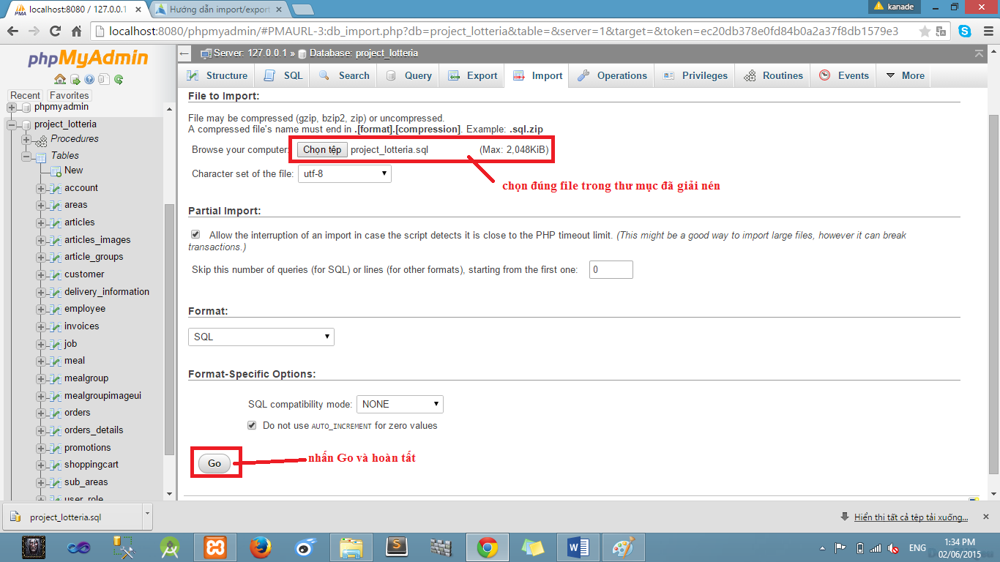 localhost:8080 / 127.0.0.1
Hướng dẫn import/export
kanade
localhost:8080/phpmyadmin/#PMAURL-3:db_import.php?db=project_lotteria&table=&server=1&target=&token=ec20db378e0fd84b0a2a37f8db1579e3
phpMyAdmin
Recent Favorites
phpmyadmin
project_lotteria
Procedures
Tables
New
account
areas
articles
articles_images
article_groups
customer
delivery_information
employee
invoices
job
meal
mealgroup
mealgroupimageui
orders
orders_details
promotions
shoppingcart
sub_areas
user_role
Server: 127.0.0.1 » Database: project_lotteria
Structure SQL Search Query Export Import Operations Privileges Routines Events More
File to Import:
File may be compressed (gzip, bzip2, zip) or uncompressed.
A compressed file's name must end in .[format].[compression]. Example: .sql.zip
Browse your computer: Chọn tệp project_lotteria.sql (Max: 2,048KiB)
Character set of the file: utf-8
chọn đúng file trong thư mục đã giải nén
Partial Import:
Allow the interruption of an import in case the script detects it is close to the PHP timeout limit. (This might be a good way to import large files, however it can break
transactions.)
Skip this number of queries (for SQL) or lines (for other formats), starting from the first one: 0
Format:
SQL
Format-Specific Options:
SQL compatibility mode: NONE
Do not use AUTO_INCREMENT for zero values
Go
nhấn Go và hoàn tất
project_lotteria.sql
Hiển thị tất cả tệp tải xuống...
ENG
1:34 PM
02/06/2015